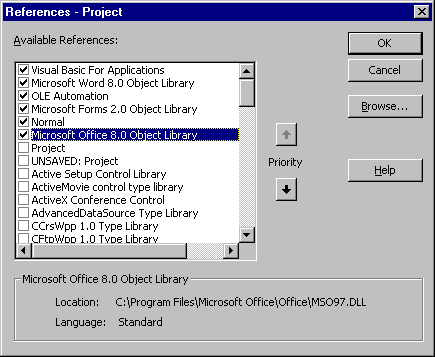 References - Project
Available References:
Visual Basic For Applications
Microsoft Word 8.0 Object Library
OLE Automation
Microsoft Forms 2.0 Object Library
Normal
Microsoft Office 8.0 Object Library
Project
UNSAVED: Project
Active Setup Control Library
ActiveMovie control type library
ActiveX Conference Control
AdvancedDataSource Type Library
CCrsWpp 1.0 Type Library
CFtpWpp 1.0 Type Library
OK
Cancel
Browse...
Priority
Help
Microsoft Office 8.0 Object Library
Location: C:\Program Files\Microsoft Office\Office\MSO97.DLL
Language: Standard